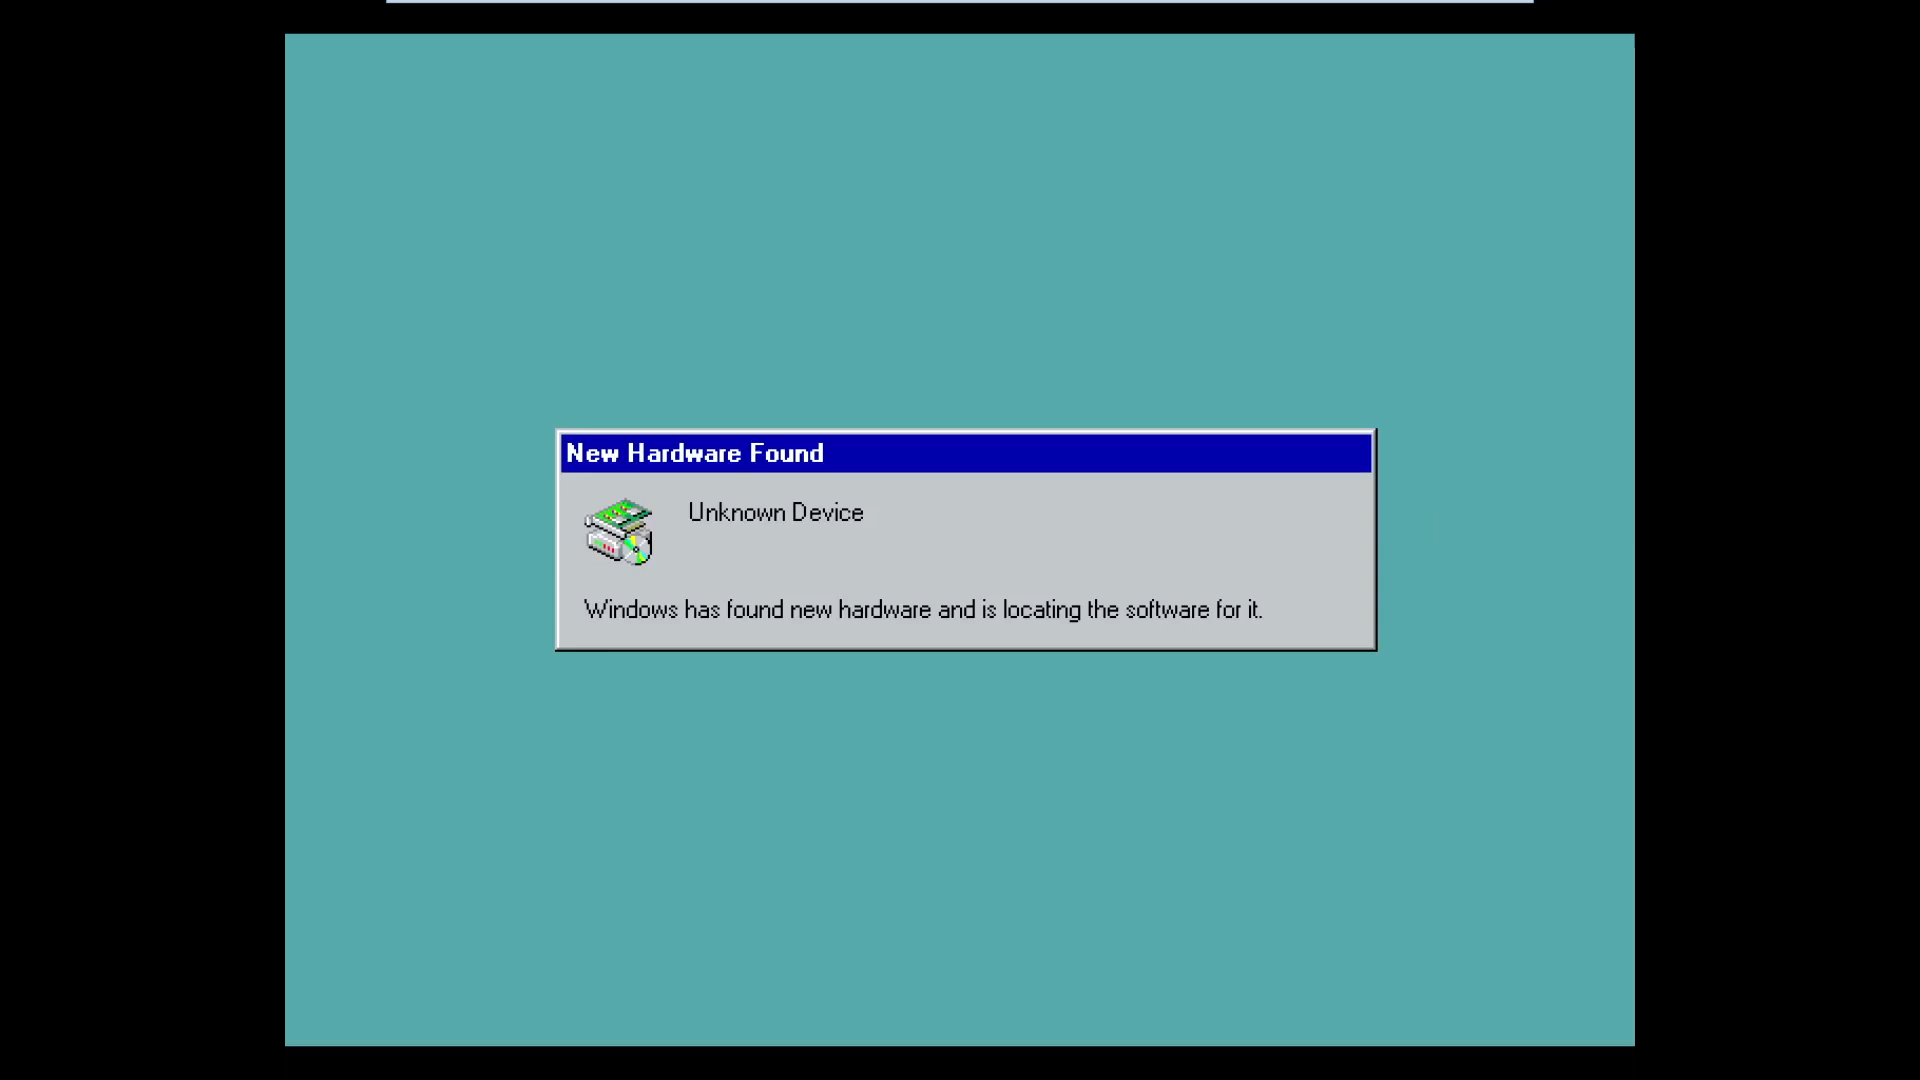 New Hardware Found
Unknown Device
Windows has found new hardware and is locating the software for it.